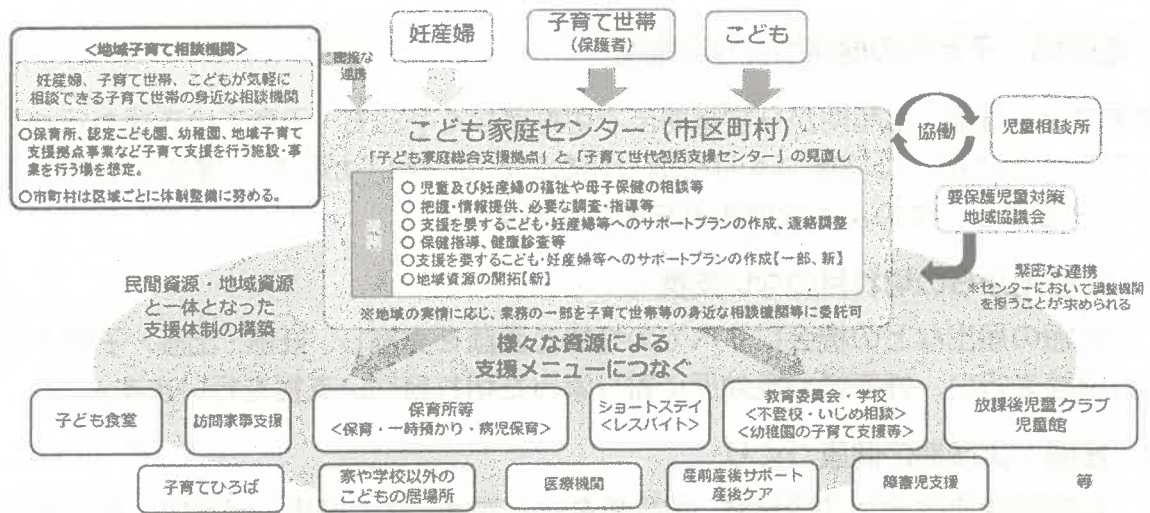 <地域子育て相談機関>
妊産婦、子育て世帯、こどもが気軽に
相談できる子育て世帯の身近な相談機関
○保育所、認定こども園、幼稚園、地域子育て
支援拠点事業など子育て支援を行う施設・事
業を行う場を想定。
○市町村は区域ごとに体制整備に努める。
密接な
連携
妊産婦
子育て世帯
(保護者)
こども
こども家庭センター(市区町村)
「子ども家庭総合支援拠点」と「子育て世代包括支援センター」の見直し
○ 児童及び妊産婦の福祉や母子保健の相談等
○ 把握・情報提供、必要な調査・指導等
○ 支援を要するこども・妊産婦等へのサポートプランの作成、連絡調整
○ 保健指導、健康診査等
○支援を要するこども・妊産婦等へのサポートプランの作成【一部、新】
○地域資源の開拓【新】
※地域の実情に応じ、業務の一部を子育て世帯等の身近な相談機関等に委託可
協働
児童相談所
要保護児童対策
地域協議会
緊密な連携
※センターにおいて調整機関
を担うことが求められる
民間資源・地域資源
と一体となった
支援体制の構築
様々な資源による
支援メニューにつなぐ
子ども食堂
訪問家事支援
保育所等
<保育・一時預かり・病児保育>
ショートステイ
<レスパイト>
教育委員会・学校
<不登校・いじめ相談>
<幼稚園の子育て支援等>
放課後児童クラブ
児童館
子育てひろば
家や学校以外の
こどもの居場所
医療機関
産前産後サポート
産後ケア
障害児支援
等